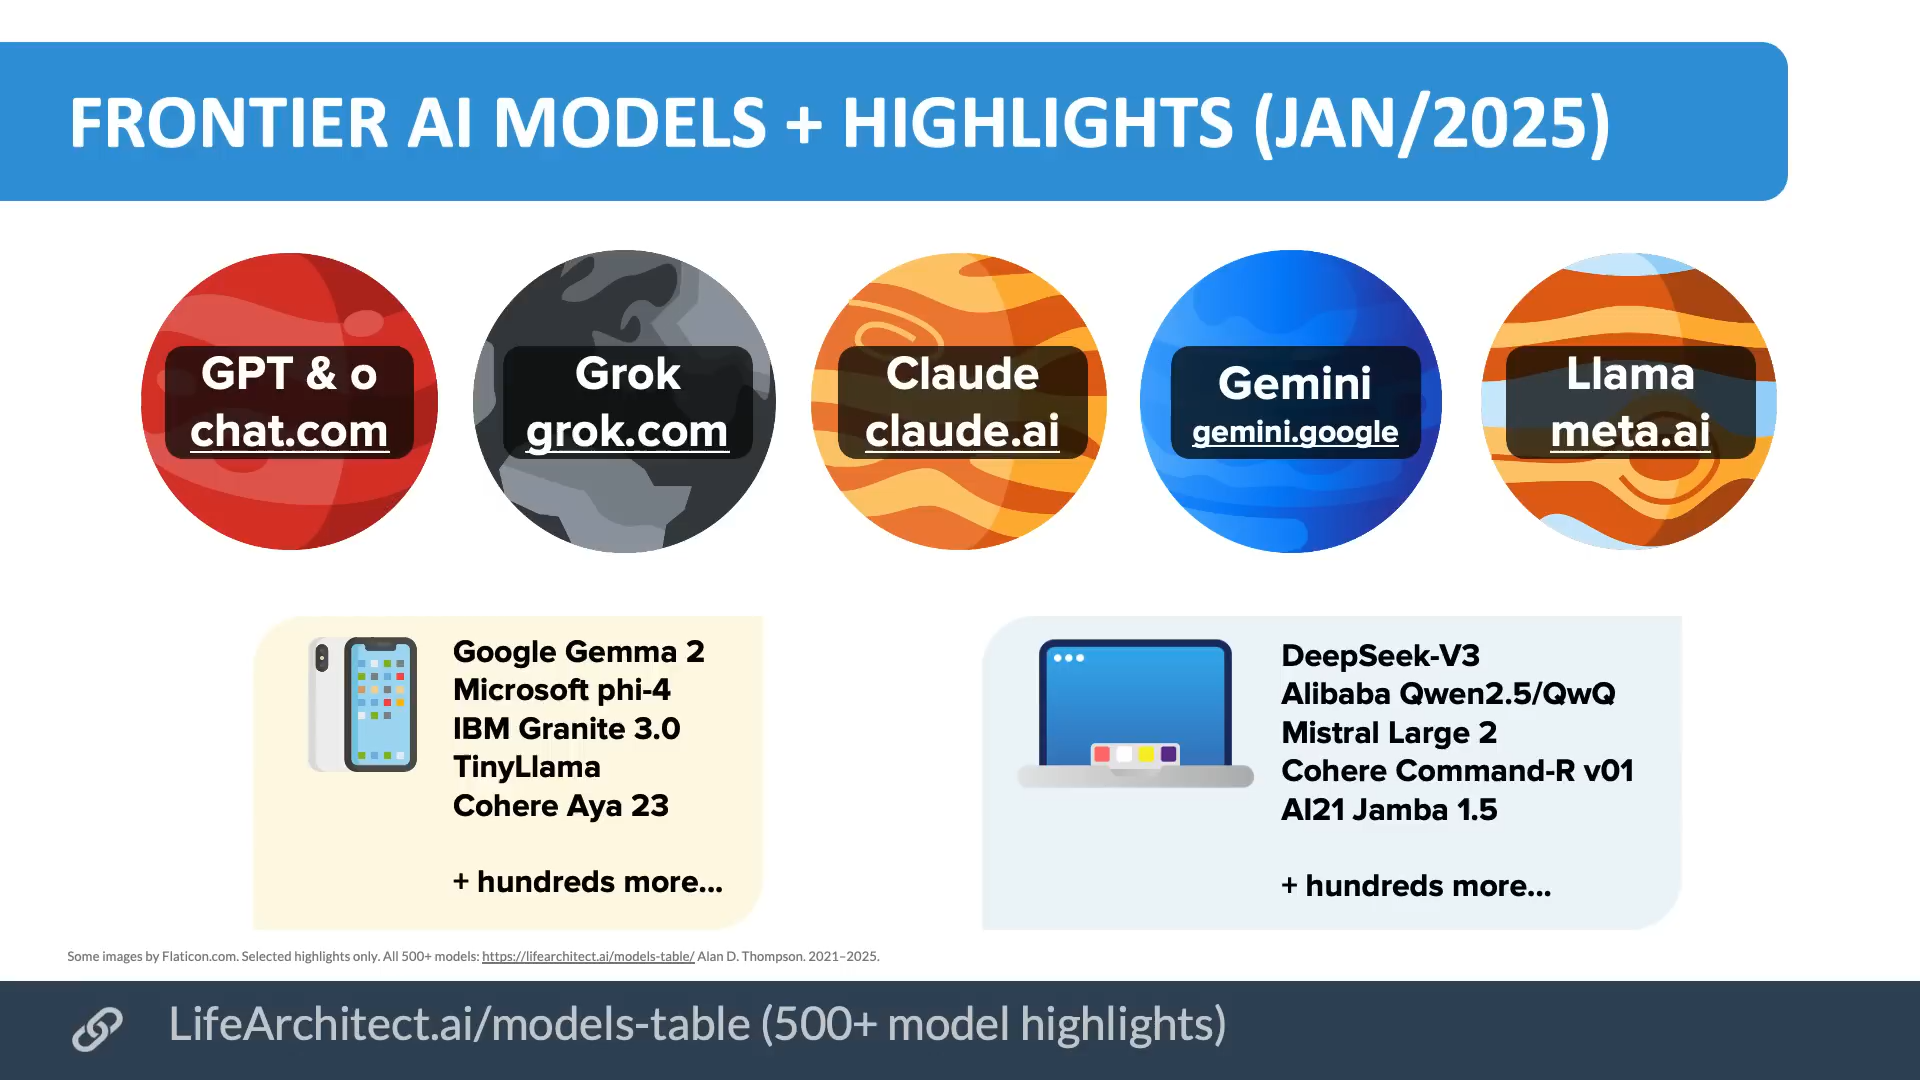 FRONTIER AI MODELS + HIGHLIGHTS (JAN/2025)
GPT & o
chat.com
Grok
grok.com
Claude
claude.ai
Gemini
gemini.google
Llama
meta.ai
Google Gemma 2
Microsoft phi-4
IBM Granite 3.0
TinyLlama
Cohere Aya 23
+ hundreds more...
DeepSeek-V3
Alibaba Qwen2.5/QwQ
Mistral Large 2
Cohere Command-R v01
AI21 Jamba 1.5
+ hundreds more...
Some images by Flaticon.com. Selected highlights only. All 500+ models: https://lifearchitect.ai/models-table/ Alan D. Thompson. 2021–2025.
LifeArchitect.ai/models-table (500+ model highlights)